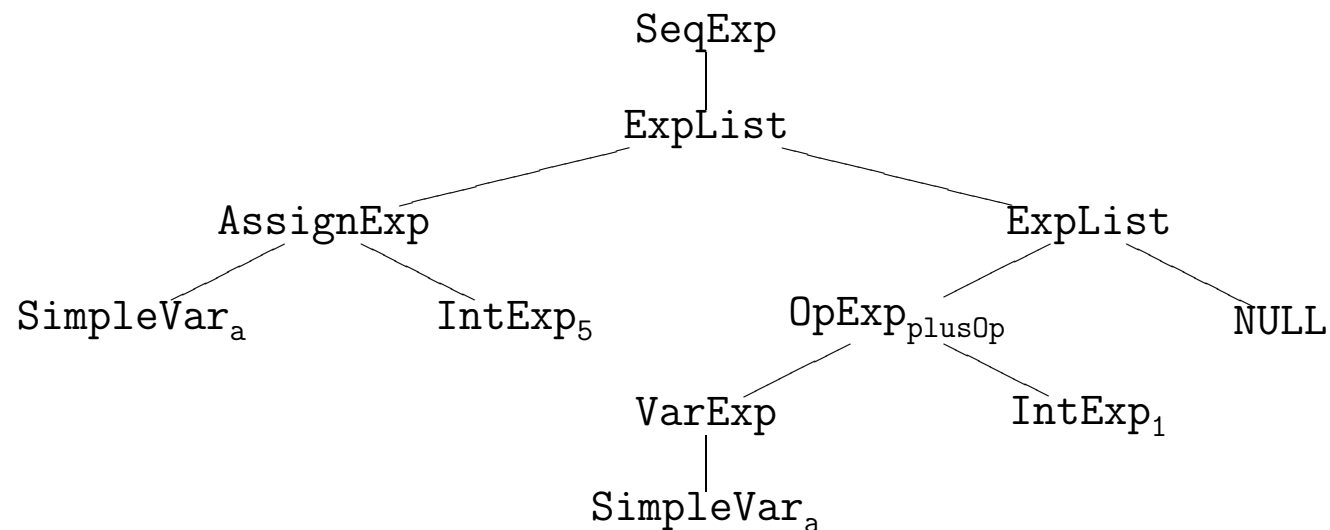 SeqExp
ExpList
AssignExp ExpList
SimpleVar_a IntExp_5 OpExp_plusOp NULL
VarExp IntExp_1
SimpleVar_a